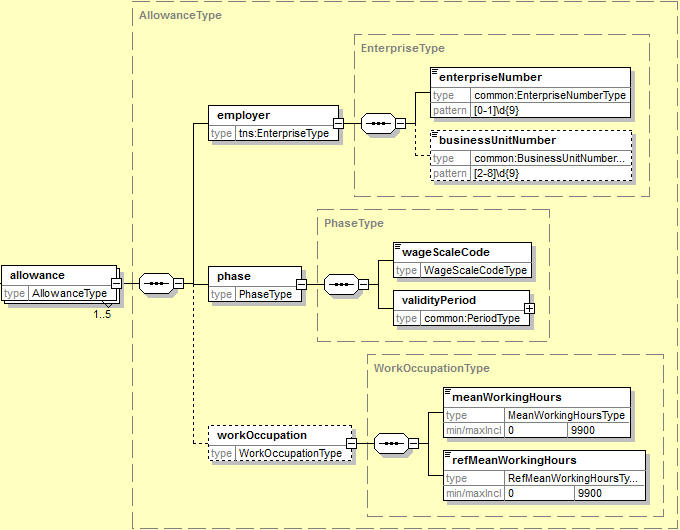 AllowanceType
EnterpriseType
enterpriseNumber
type common:EnterpriseNumberType
pattern [0-1]\d{9}
employer
type tns:EnterpriseType
businessUnitNumber
type common:BusinessUnitNumber...
pattern [2-8]\d{9}
PhaseType
wageScaleCode
type WageScaleCodeType
allowance
type AllowanceType
1..5
phase
type PhaseType
validityPeriod
type common:PeriodType
WorkOccupationType
meanWorkingHours
type MeanWorkingHoursType
min/maxIncl 0 9900
workOccupation
type WorkOccupationType
refMeanWorkingHours
type RefMeanWorkingHoursTy...
min/maxIncl 0 9900